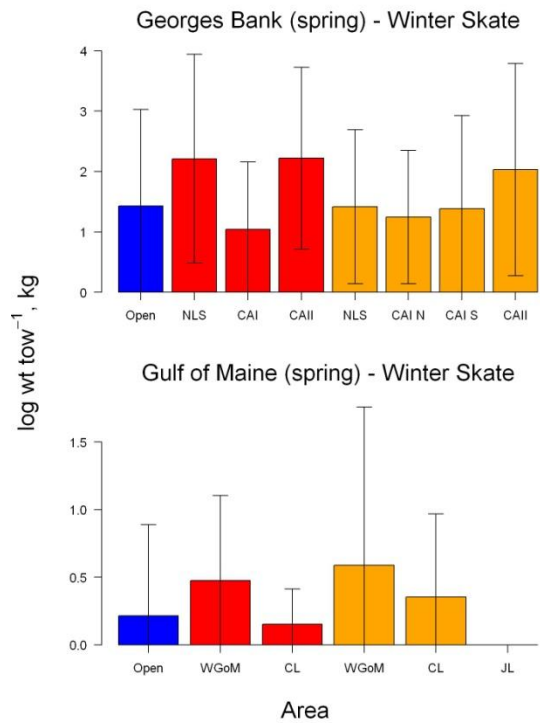 Georges Bank (spring) - Winter Skate
4
3
2
1
0
Open NLS CAI CAII NLS CAI N CAI S CAII
log wt tow⁻¹, kg
Gulf of Maine (spring) - Winter Skate
1.5
1.0
0.5
0.0
Open WGoM CL WGoM CL JL
Area